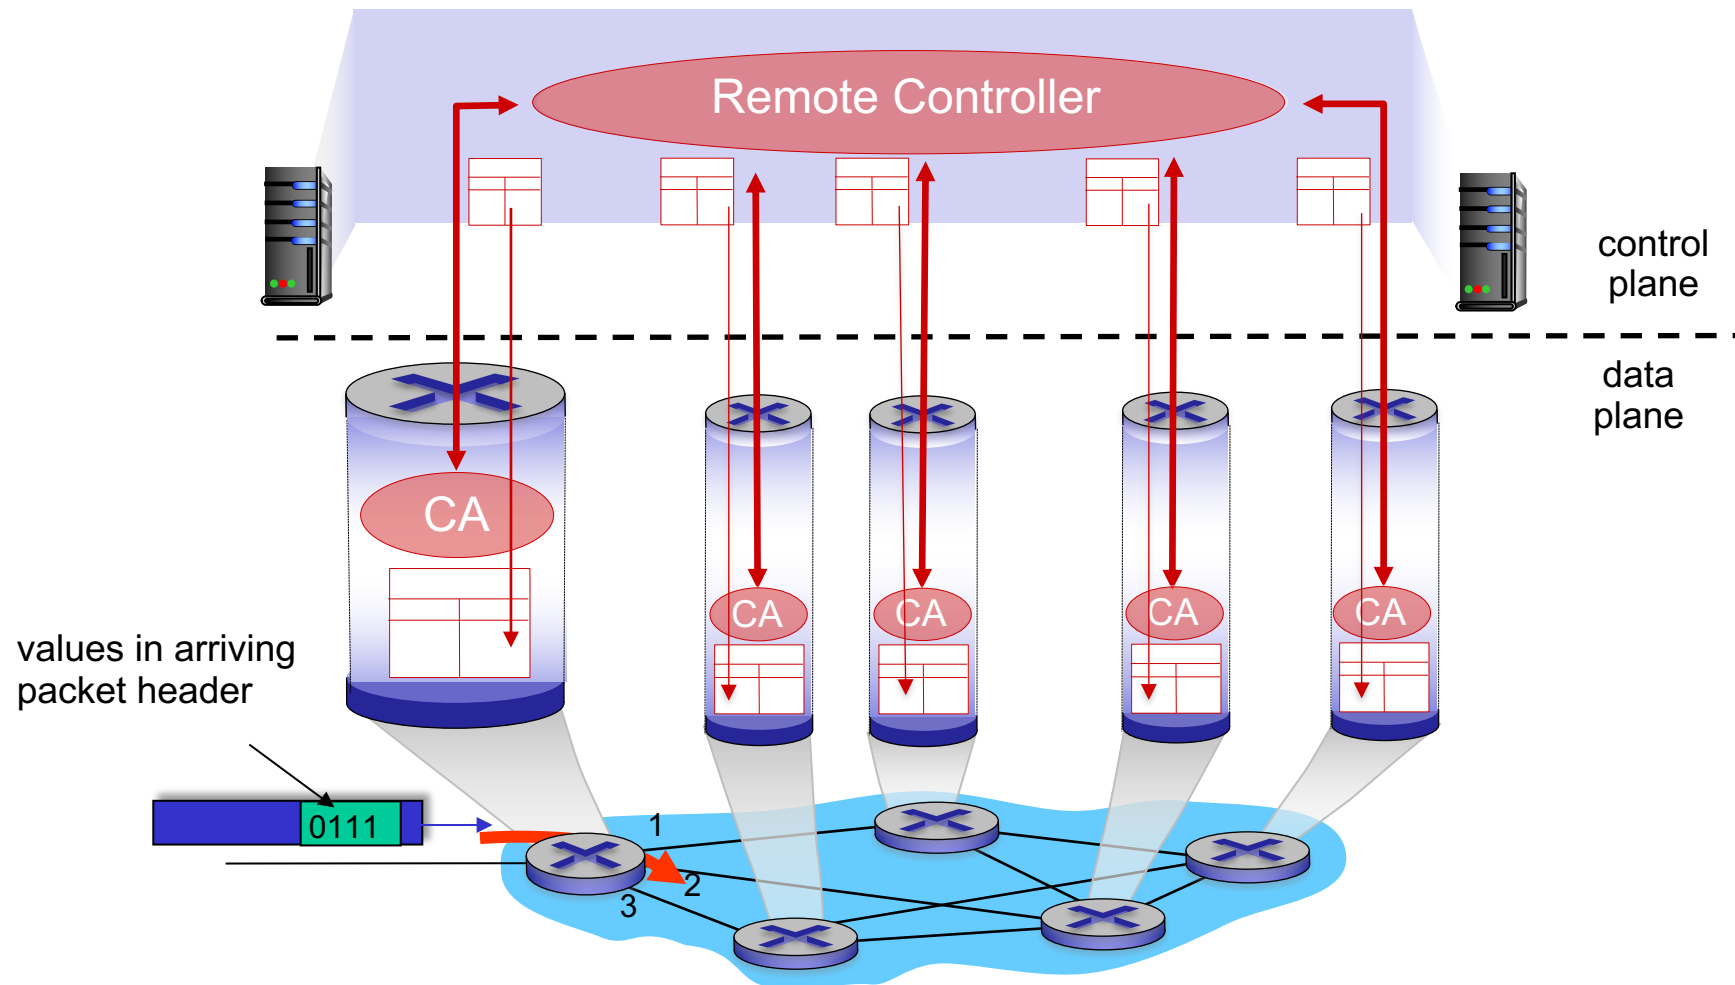 Remote Controller
control
plane
data
plane
CA
CA
CA
CA
CA
values in arriving
packet header
0111
1
2
3